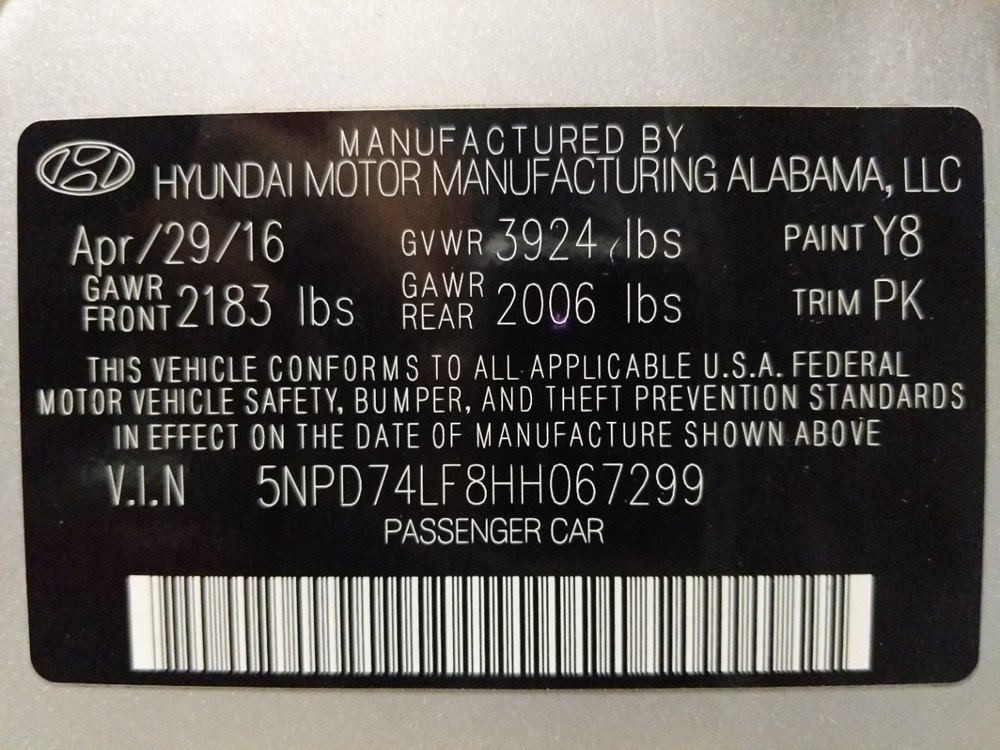 MANUFACTURED BY
HYUNDAI MOTOR MANUFACTURING ALABAMA, LLC
Apr/29/16 GVWR 3924 lbs PAINT Y8
GAWR FRONT 2183 lbs GAWR REAR 2006 lbs TRIM PK
THIS VEHICLE CONFORMS TO ALL APPLICABLE U.S.A. FEDERAL
MOTOR VEHICLE SAFETY, BUMPER, AND THEFT PREVENTION STANDARDS
IN EFFECT ON THE DATE OF MANUFACTURE SHOWN ABOVE
V.I.N 5NPD74LF8HH067299
PASSENGER CAR